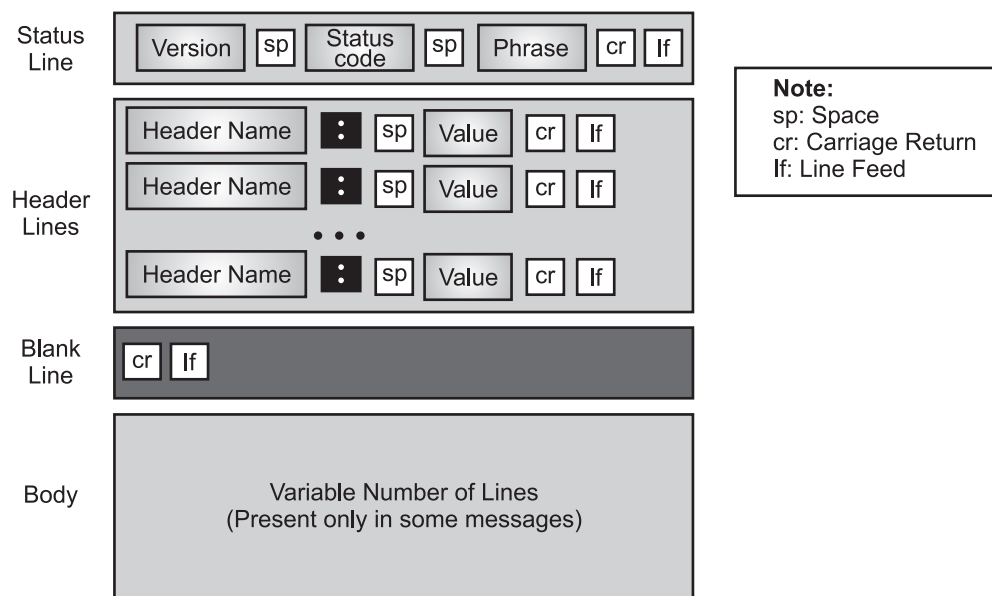 Status
Line
Version sp Status code sp Phrase cr lf
Note:
sp: Space
cr: Carriage Return
lf: Line Feed
Header
Lines
Header Name : sp Value cr lf
Header Name : sp Value cr lf
• • •
Header Name : sp Value cr lf
Blank
Line
cr lf
Body
Variable Number of Lines
(Present only in some messages)